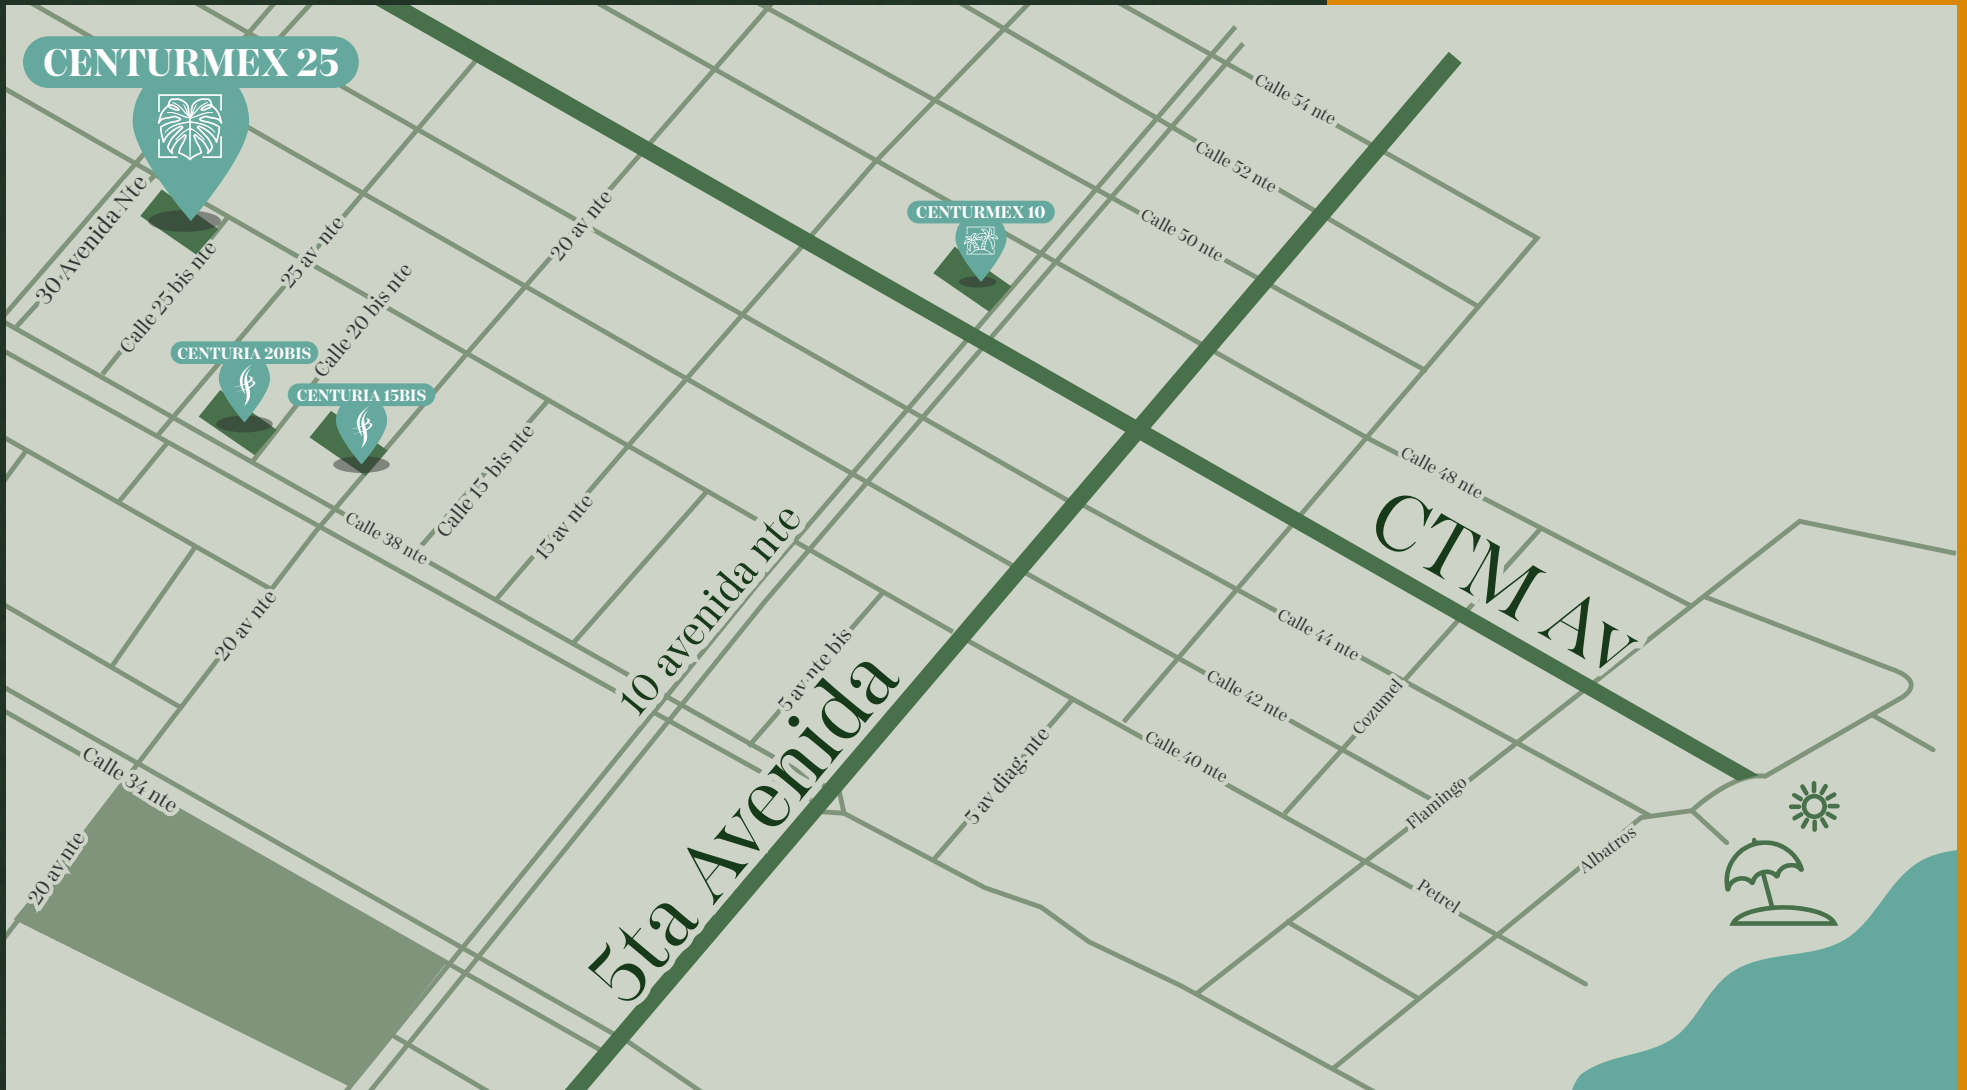 CENTURMEX 25
Calle 54 nte
Calle 52 nte
30 Avenida Nte
CENTURMEX 10
Calle 50 nte
20 av nte
25 av nte
Calle 25 bis nte
Calle 20 bis nte
CENTURIA 20BIS
CENTURIA 15BIS
Calle 48 nte
Calle 15 bis nte
15 av nte
Calle 38 nte
CTM AV
10 avenida nte
20 av nte
Calle 44 nte
5 av nte bis
Calle 42 nte
Cozumel
5ta Avenida
Calle 40 nte
5 av diag. nte
Calle 34 nte
Flamingo
Albatros
20 av nte
Petrel